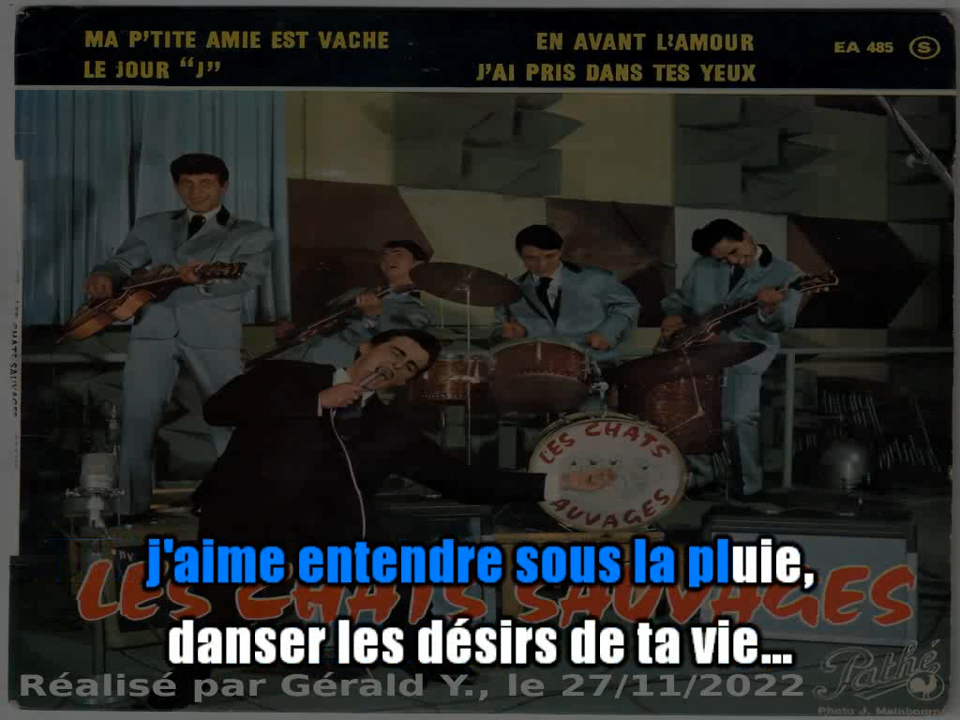 MA P'TITE AMIE EST VACHE
LE JOUR “J”
EN AVANT L'AMOUR
J'AI PRIS DANS TES YEUX
EA 485 S
LES CHATS
SAUVAGES
j'aime entendre sous la pluie,
LES CHATS SAUVAGES
danser les désirs de ta vie...
Réalisé par Gérald Y., le 27/11/2022
Pathé
Photo J.